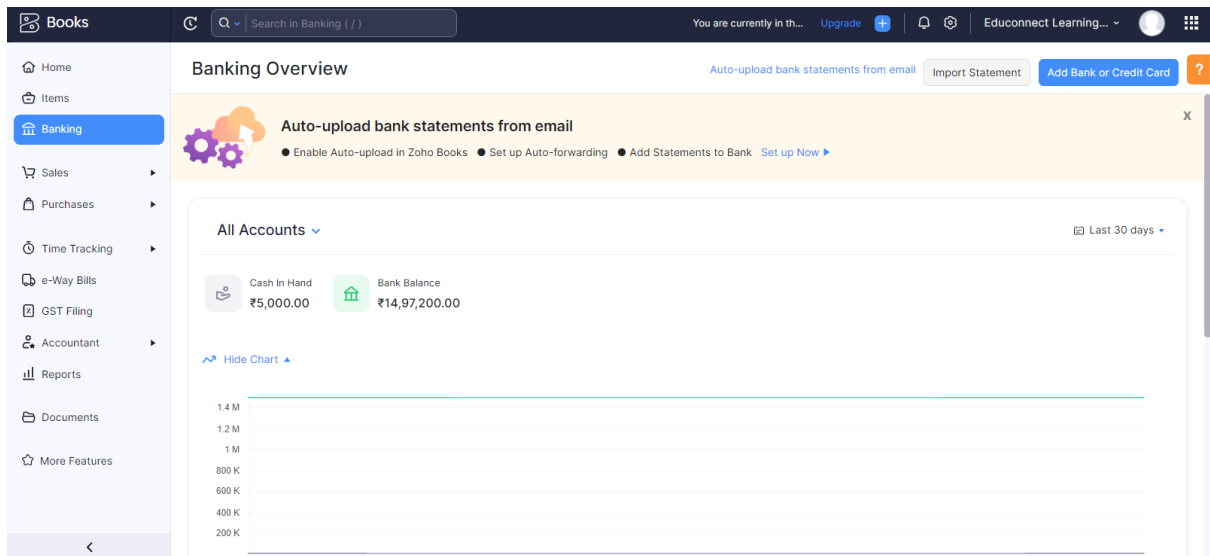 Books
Search in Banking ( / )
You are currently in th... Upgrade
Educonnect Learning...
Home
Items
Banking
Sales
Purchases
Time Tracking
e-Way Bills
GST Filing
Accountant
Reports
Documents
More Features
Banking Overview
Auto-upload bank statements from email
Import Statement
Add Bank or Credit Card
?
Auto-upload bank statements from email
X
● Enable Auto-upload in Zoho Books ● Set up Auto-forwarding ● Add Statements to Bank Set up Now
All Accounts
Last 30 days
Cash In Hand
₹5,000.00
Bank Balance
₹14,97,200.00
Hide Chart
1.4 M
1.2 M
1 M
800 K
600 K
400 K
200 K